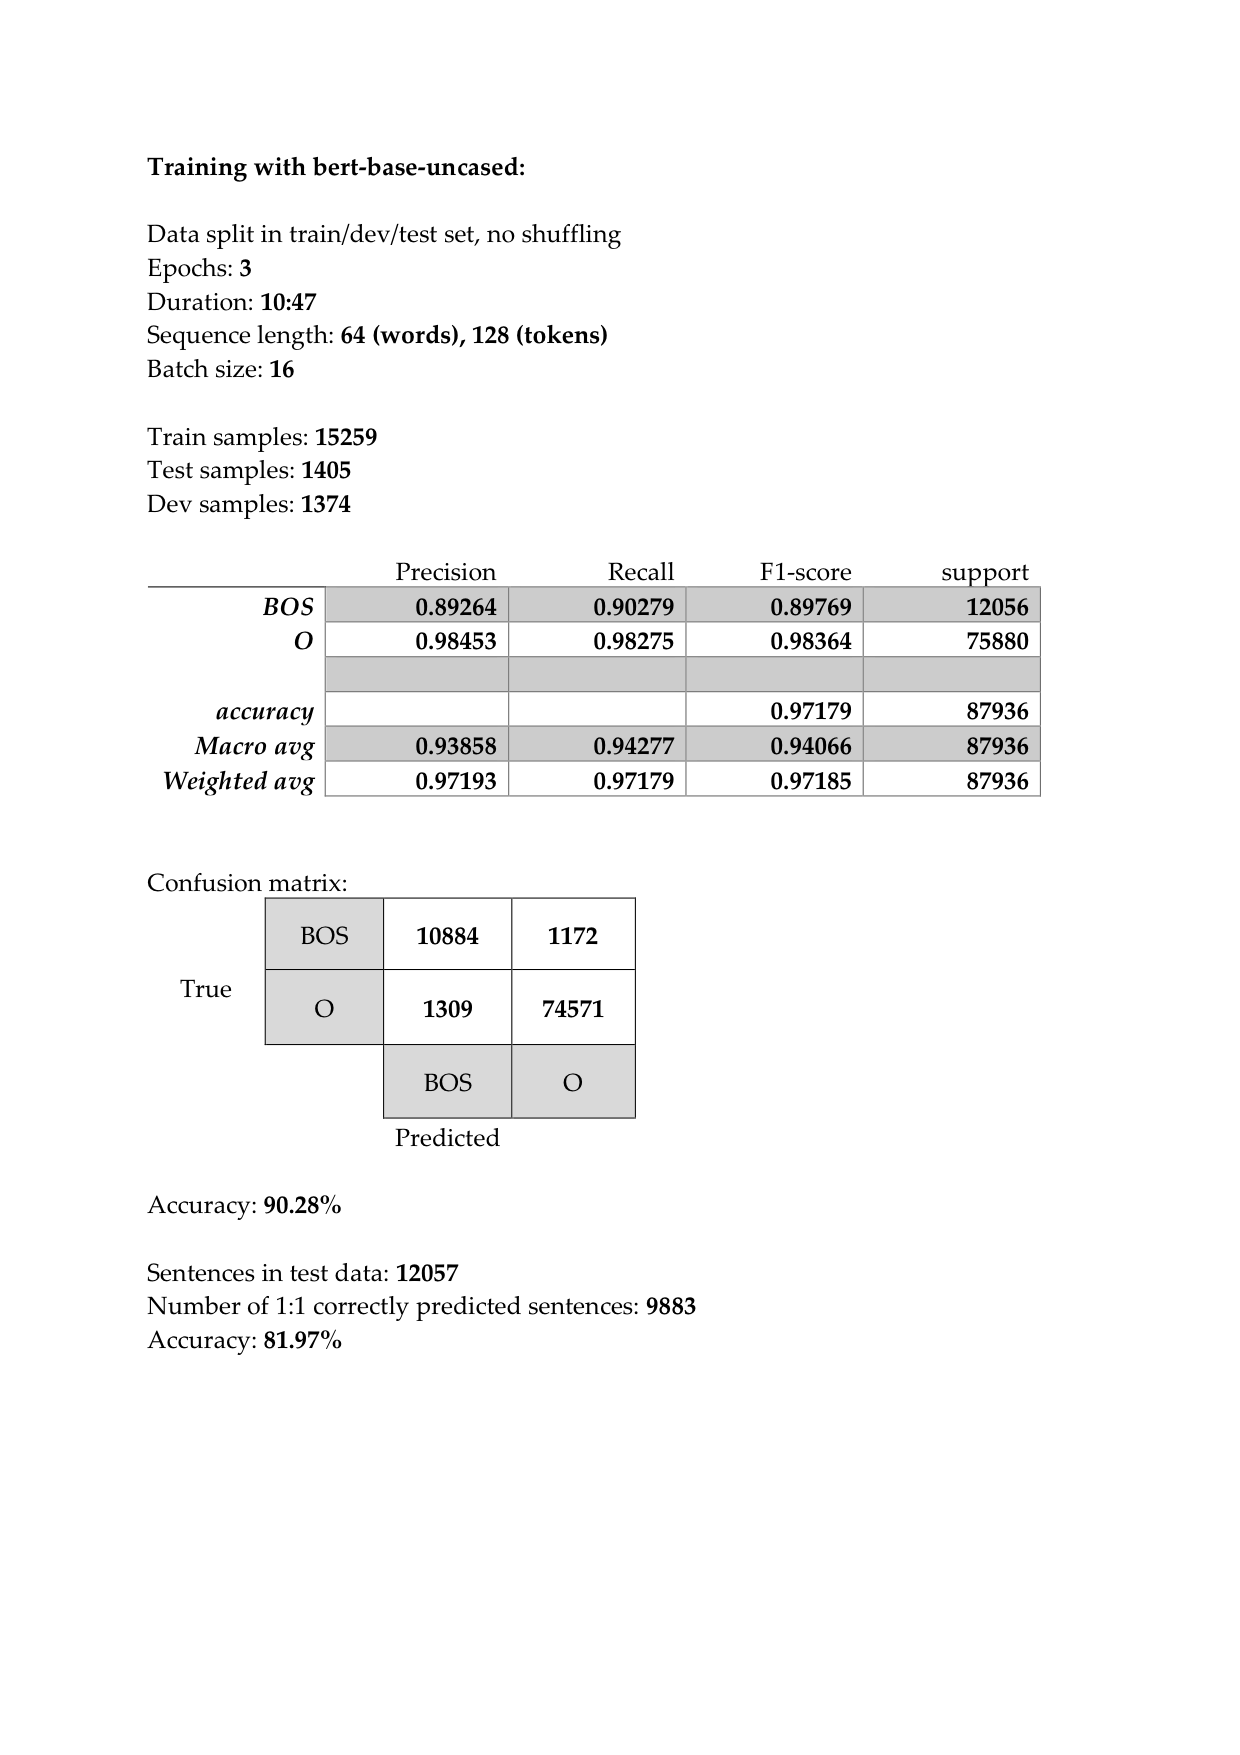 Training with bert-base-uncased:
Data split in train/dev/test set, no shuffling
Epochs: 3
Duration: 10:47
Sequence length: 64 (words), 128 (tokens)
Batch size: 16
Train samples: 15259
Test samples: 1405
Dev samples: 1374
Precision Recall F1-score support
BOS 0.89264 0.90279 0.89769 12056
O 0.98453 0.98275 0.98364 75880
accuracy 0.97179 87936
Macro avg 0.93858 0.94277 0.94066 87936
Weighted avg 0.97193 0.97179 0.97185 87936
Confusion matrix:
BOS 10884 1172
True
O 1309 74571
BOS O
Predicted
Accuracy: 90.28%
Sentences in test data: 12057
Number of 1:1 correctly predicted sentences: 9883
Accuracy: 81.97%